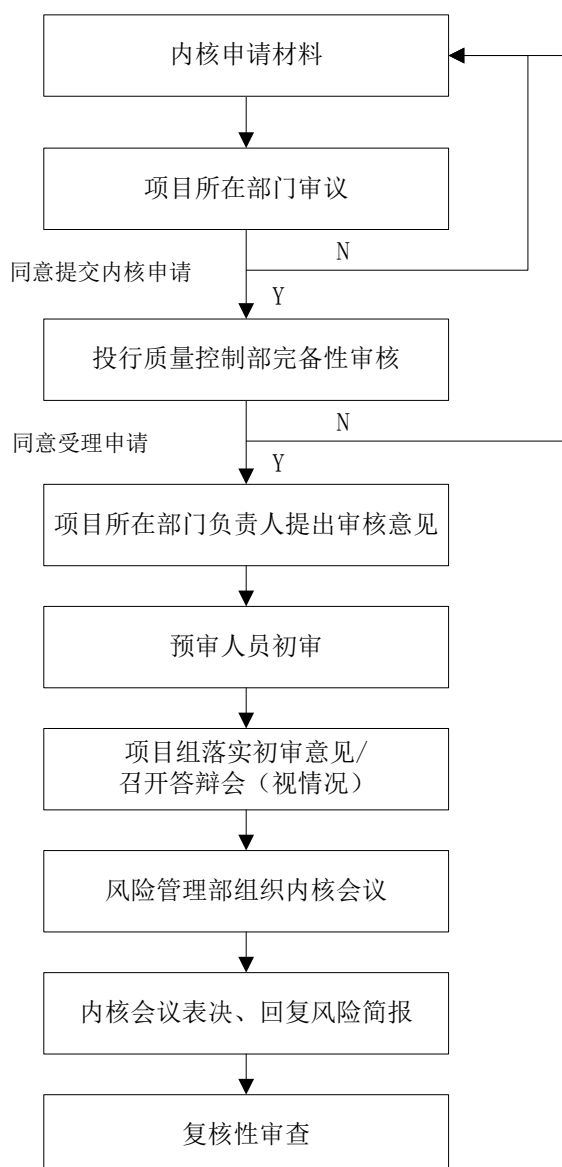 内核申请材料
项目所在部门审议
N
同意提交内核申请
Y
投行质量控制部完备性审核
N
同意受理申请
Y
项目所在部门负责人提出审核意见
预审人员初审
项目组落实初审意见/
召开答辩会（视情况）
风险管理部组织内核会议
内核会议表决、回复风险简报
复核性审查